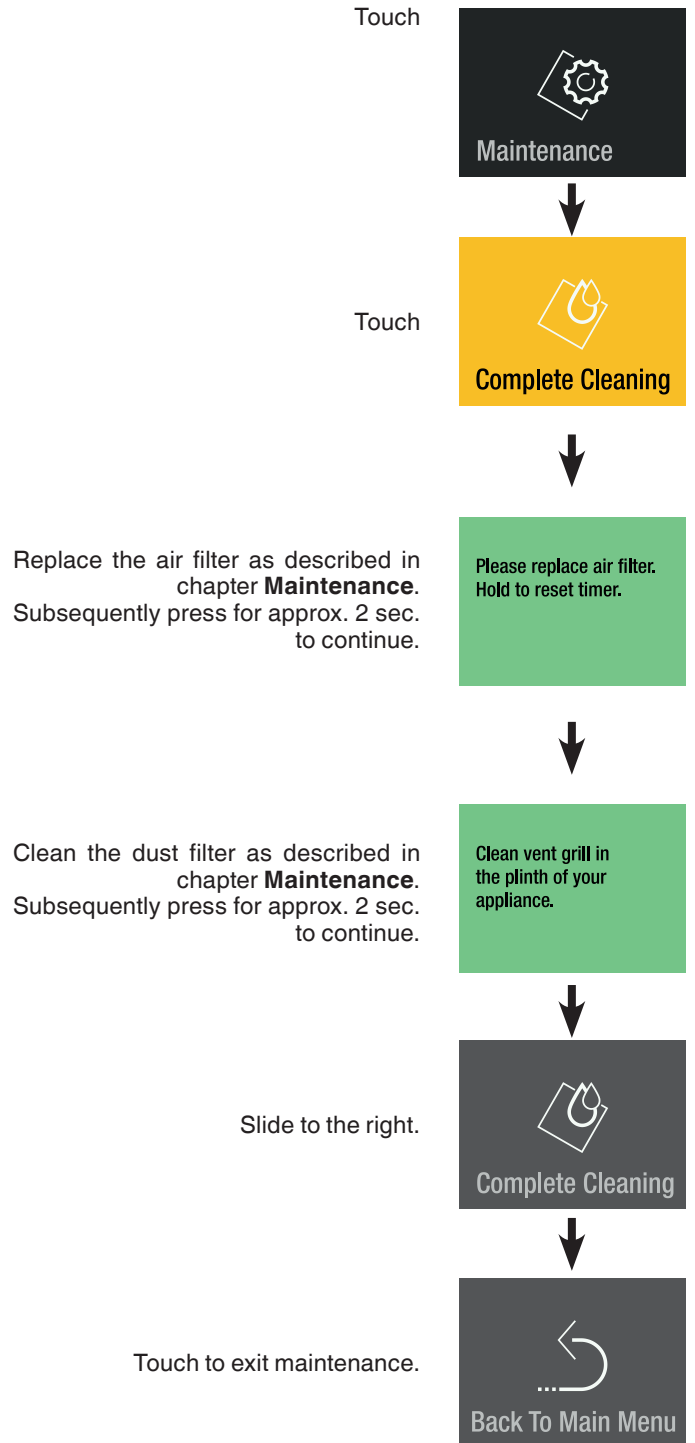 Touch
Maintenance
Touch
Complete Cleaning
Replace the air filter as described in
chapter Maintenance.
Subsequently press for approx. 2 sec.
to continue.
Please replace air filter.
Hold to reset timer.
Clean the dust filter as described in
chapter Maintenance.
Subsequently press for approx. 2 sec.
to continue.
Clean vent grill in
the plinth of your
appliance.
Slide to the right.
Complete Cleaning
Touch to exit maintenance.
Back To Main Menu